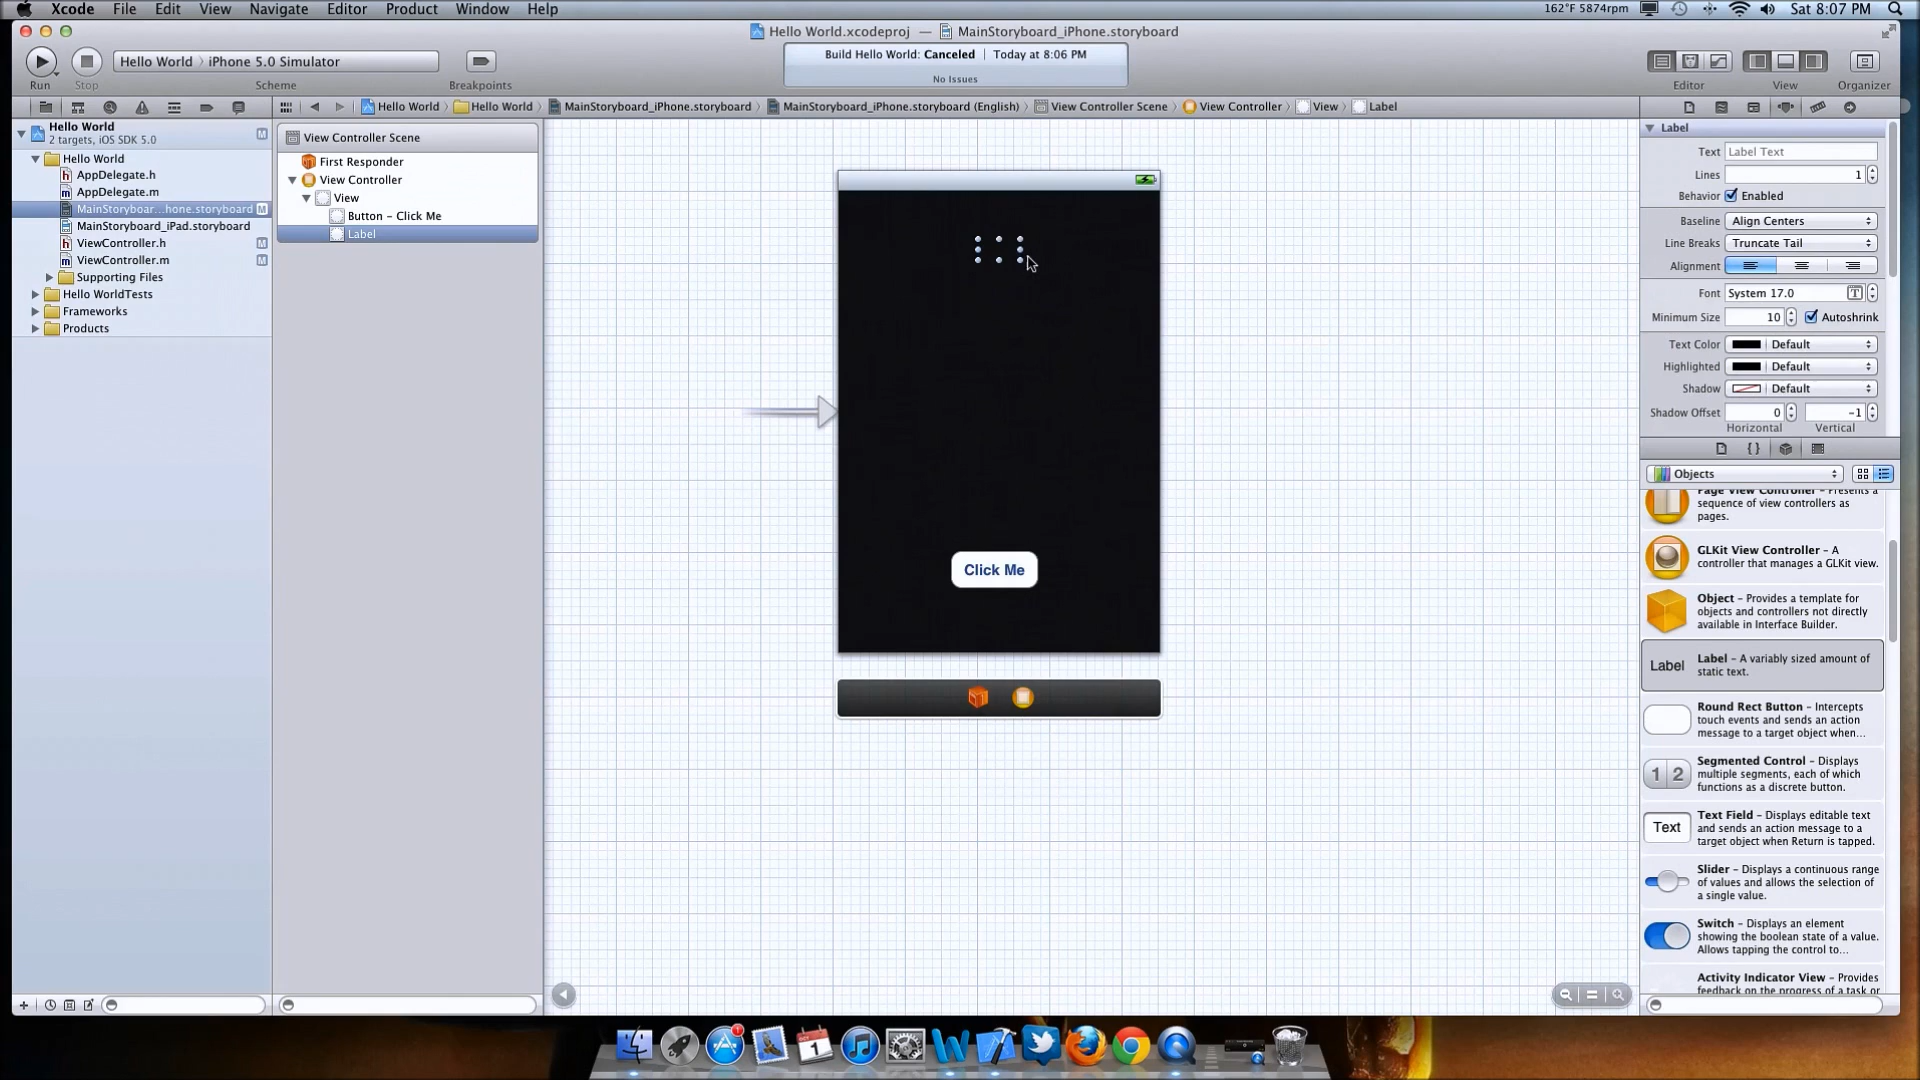 Xcode File Edit View Navigate Editor Product Window Help
162°F 5874rpm Sat 8:07 PM
Hello World.xcodeproj — MainStoryboard_iPhone.storyboard
Run Stop
Hello World 〉 iPhone 5.0 Simulator
Scheme
Breakpoints
Build Hello World: Canceled | Today at 8:06 PM
No Issues
Editor View Organizer
Hello World 〉 Hello World 〉 MainStoryboard_iPhone.storyboard 〉 MainStoryboard_iPhone.storyboard (English) 〉 View Controller Scene 〉 View Controller 〉 View 〉 Label
Hello World M
2 targets, iOS SDK 5.0
Hello World
AppDelegate.h
AppDelegate.m
MainStoryboar...hone.storyboard M
MainStoryboard_iPad.storyboard
ViewController.h M
ViewController.m M
Supporting Files
Hello WorldTests
Frameworks
Products
View Controller Scene
First Responder
View Controller
View
Button – Click Me
Label
Click Me
Label
Text Label Text
Lines 1
Behavior Enabled
Baseline Align Centers
Line Breaks Truncate Tail
Alignment
Font System 17.0 T
Minimum Size 10 Autoshrink
Text Color Default
Highlighted Default
Shadow Default
Shadow Offset 0 -1
Horizontal Vertical
{ }
Objects
Page View Controller – Presents a
sequence of view controllers as
pages.
GLKit View Controller – A
controller that manages a GLKit view.
Object – Provides a template for
objects and controllers not directly
available in Interface Builder.
Label
Label – A variably sized amount of
static text.
Round Rect Button – Intercepts
touch events and sends an action
message to a target object when...
1 2
Segmented Control – Displays
multiple segments, each of which
functions as a discrete button.
Text
Text Field – Displays editable text
and sends an action message to a
target object when Return is tapped.
Slider – Displays a continuous range
of values and allows the selection of
a single value.
Switch – Displays an element
showing the boolean state of a value.
Allows tapping the control to...
Activity Indicator View – Provides
feedback on the progress of a task or
OCT
1